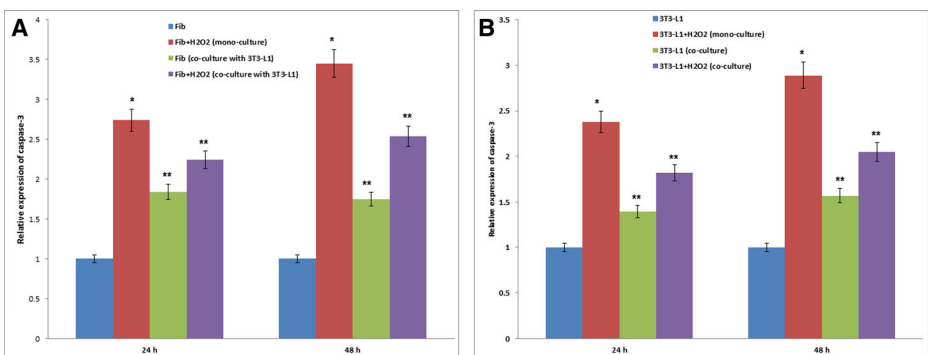 A
Relative expression of caspase-3
4
3.5
3
2.5
2
1.5
1
0.5
0
Fib
Fib+H2O2 (mono-culture)
Fib (co-culture with 3T3-L1)
Fib+H2O2 (co-culture with 3T3-L1)
*
**
**
*
**
**
24 h
48 h
B
Relative expression of caspase-3
3.5
3
2.5
2
1.5
1
0.5
0
3T3-L1
3T3-L1+H2O2 (mono-culture)
3T3-L1 (co-culture)
3T3-L1+H2O2 (co-culture)
*
**
**
*
**
**
24 h
48 h